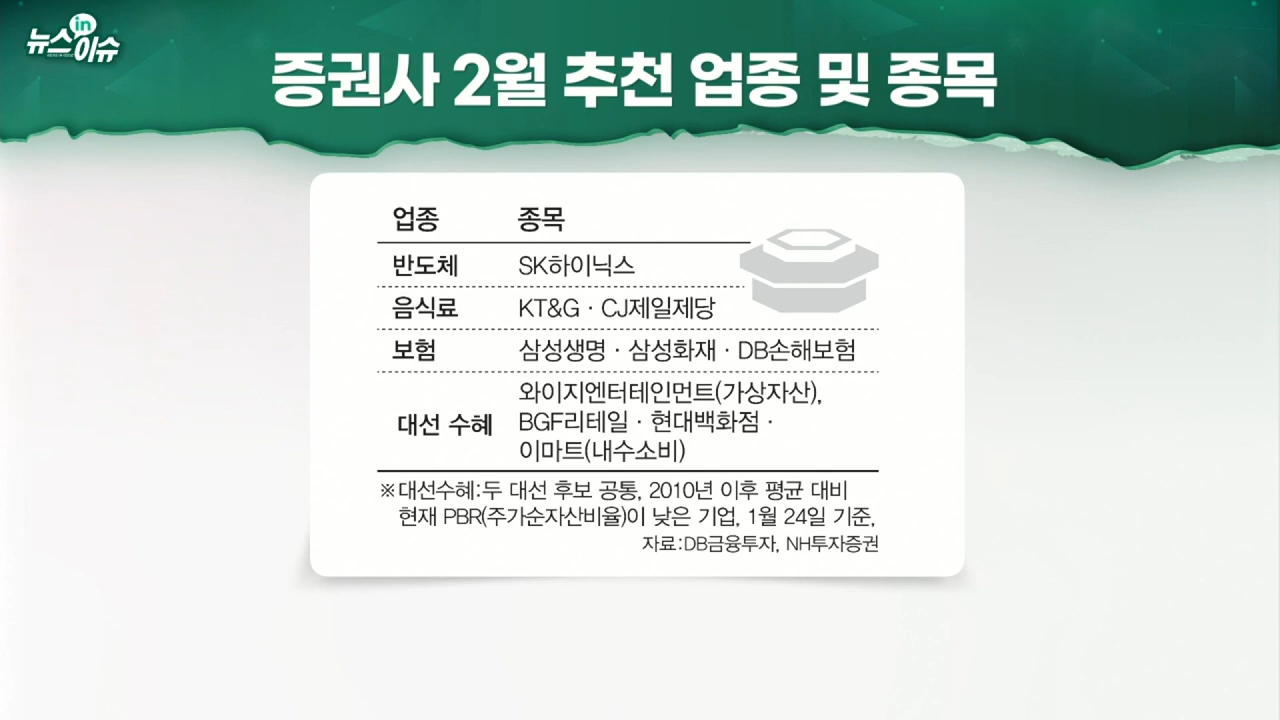 뉴스in이슈
증권사 2월 추천 업종 및 종목
업종 종목
반도체 SK하이닉스
음식료 KT&G · CJ제일제당
보험 삼성생명 · 삼성화재 · DB손해보험
대선 수혜 와이지엔터테인먼트(가상자산),
BGF리테일 · 현대백화점 ·
이마트(내수소비)
※대선수혜:두 대선 후보 공통, 2010년 이후 평균 대비
현재 PBR(주가순자산비율)이 낮은 기업, 1월 24일 기준,
자료:DB금융투자, NH투자증권